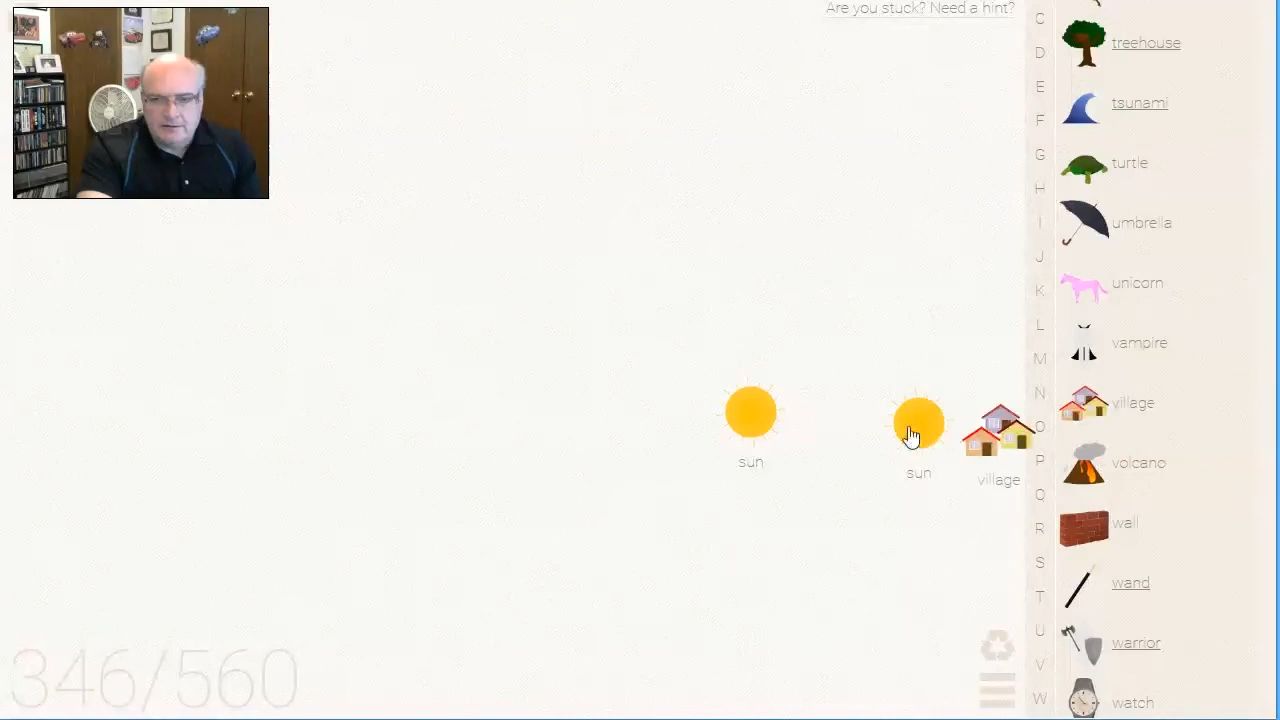 Are you stuck? Need a hint?
C
D
E
F
G
H
I
J
K
L
M
N
O
P
Q
R
S
T
U
V
W
treehouse
tsunami
turtle
umbrella
unicorn
vampire
village
volcano
wall
wand
warrior
watch
sun
sun
village
346/560